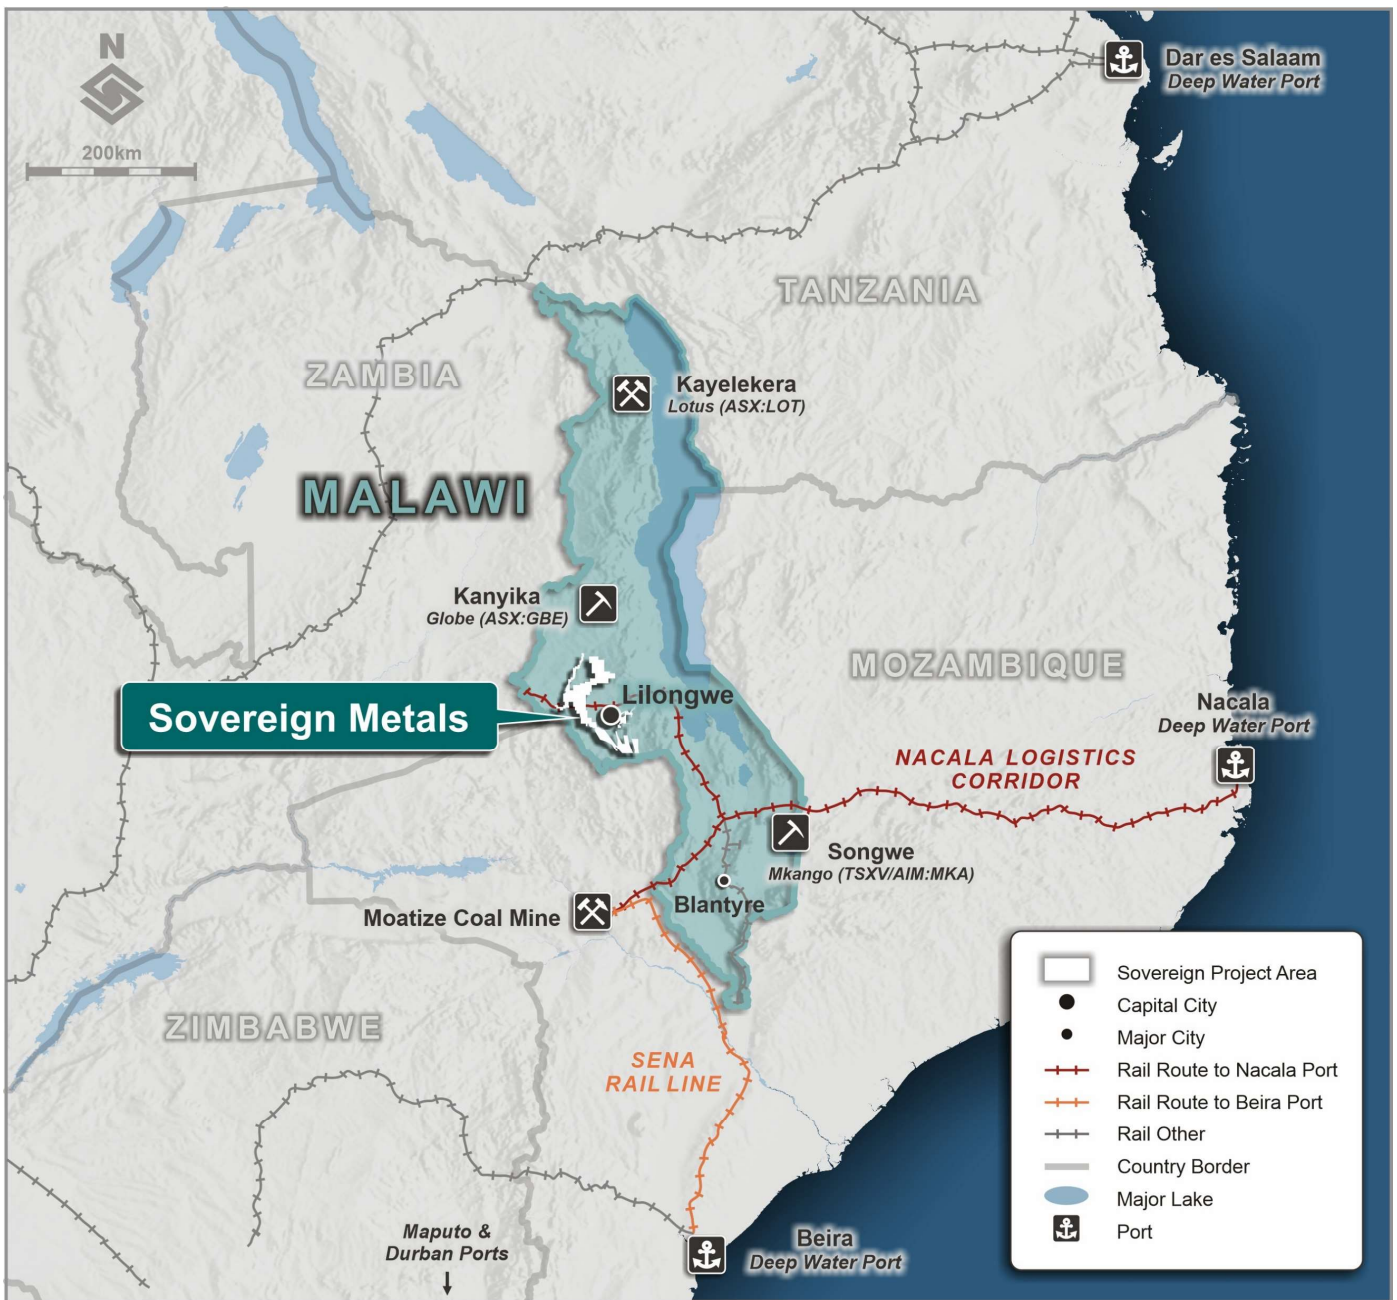 N
200km
Dar es Salaam
Deep Water Port
TANZANIA
ZAMBIA
Kayelekera
Lotus (ASX:LOT)
MALAWI
Kanyika
Globe (ASX:GBE)
MOZAMBIQUE
Sovereign Metals
Lilongwe
Nacala
Deep Water Port
NACALA LOGISTICS
CORRIDOR
Songwe
Mkango (TSXV/AIM:MKA)
Blantyre
Moatize Coal Mine
ZIMBABWE
SENA
RAIL LINE
Maputo &
Durban Ports
Beira
Deep Water Port
Sovereign Project Area
Capital City
Major City
Rail Route to Nacala Port
Rail Route to Beira Port
Rail Other
Country Border
Major Lake
Port